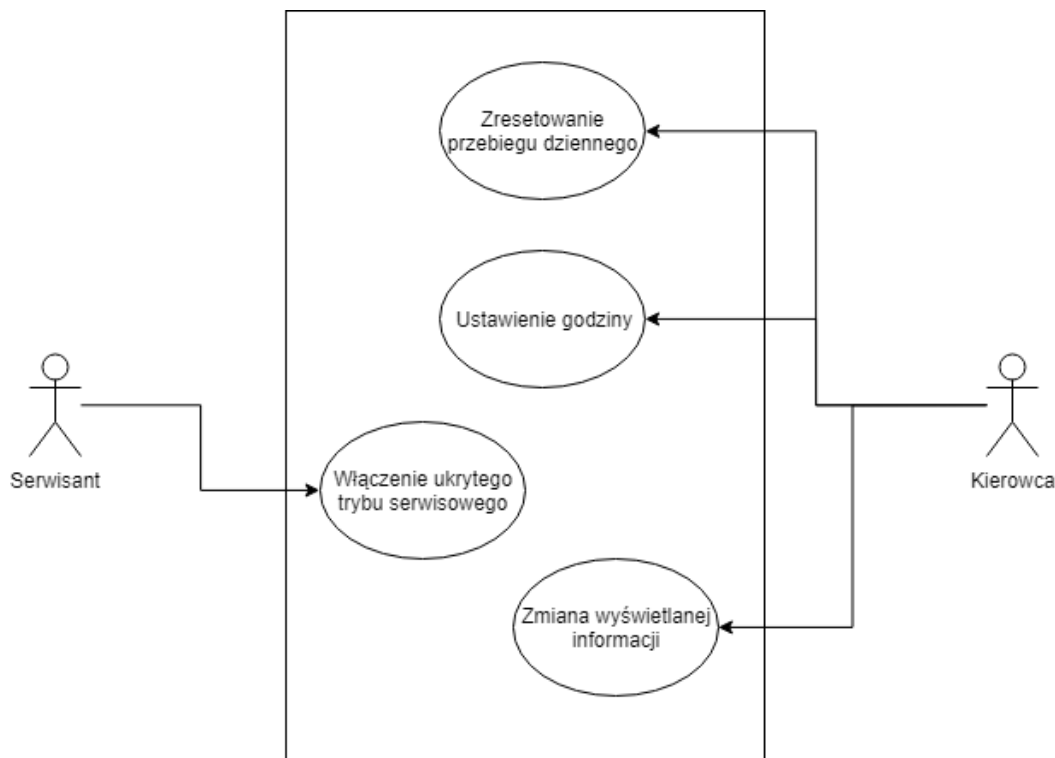 Zresetowanie
przebiegu dziennego
Ustawienie godziny
Serwisant
Włączenie ukrytego
trybu serwisowego
Kierowca
Zmiana wyświetlanej
informacji